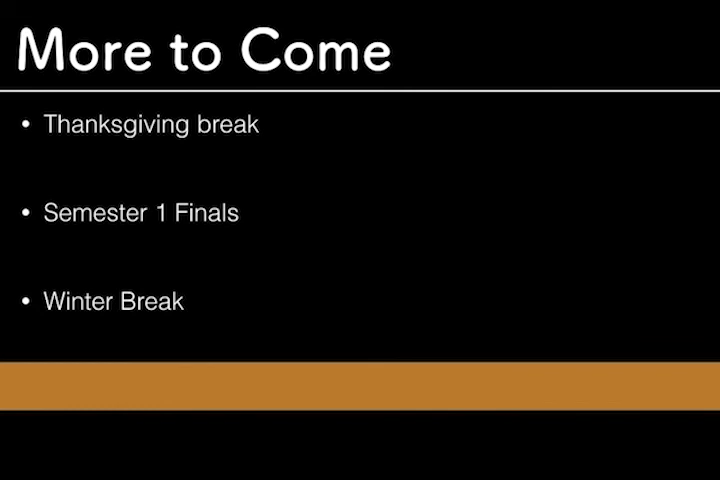 More to Come
• Thanksgiving break
• Semester 1 Finals
• Winter Break